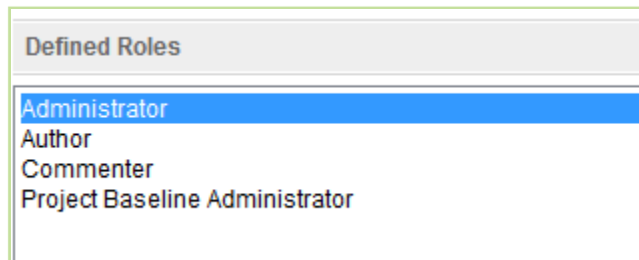 Defined Roles
Administrator
Author
Commenter
Project Baseline Administrator